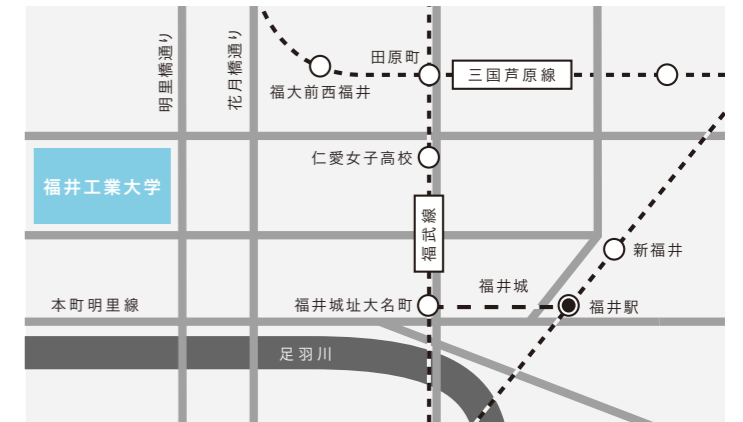 明里橋通り
花月橋通り
田原町
三国芦原線
福大前西福井
仁愛女子高校
福井工業大学
福武線
新福井
福井城
本町明里線
福井城址大名町
福井駅
足羽川